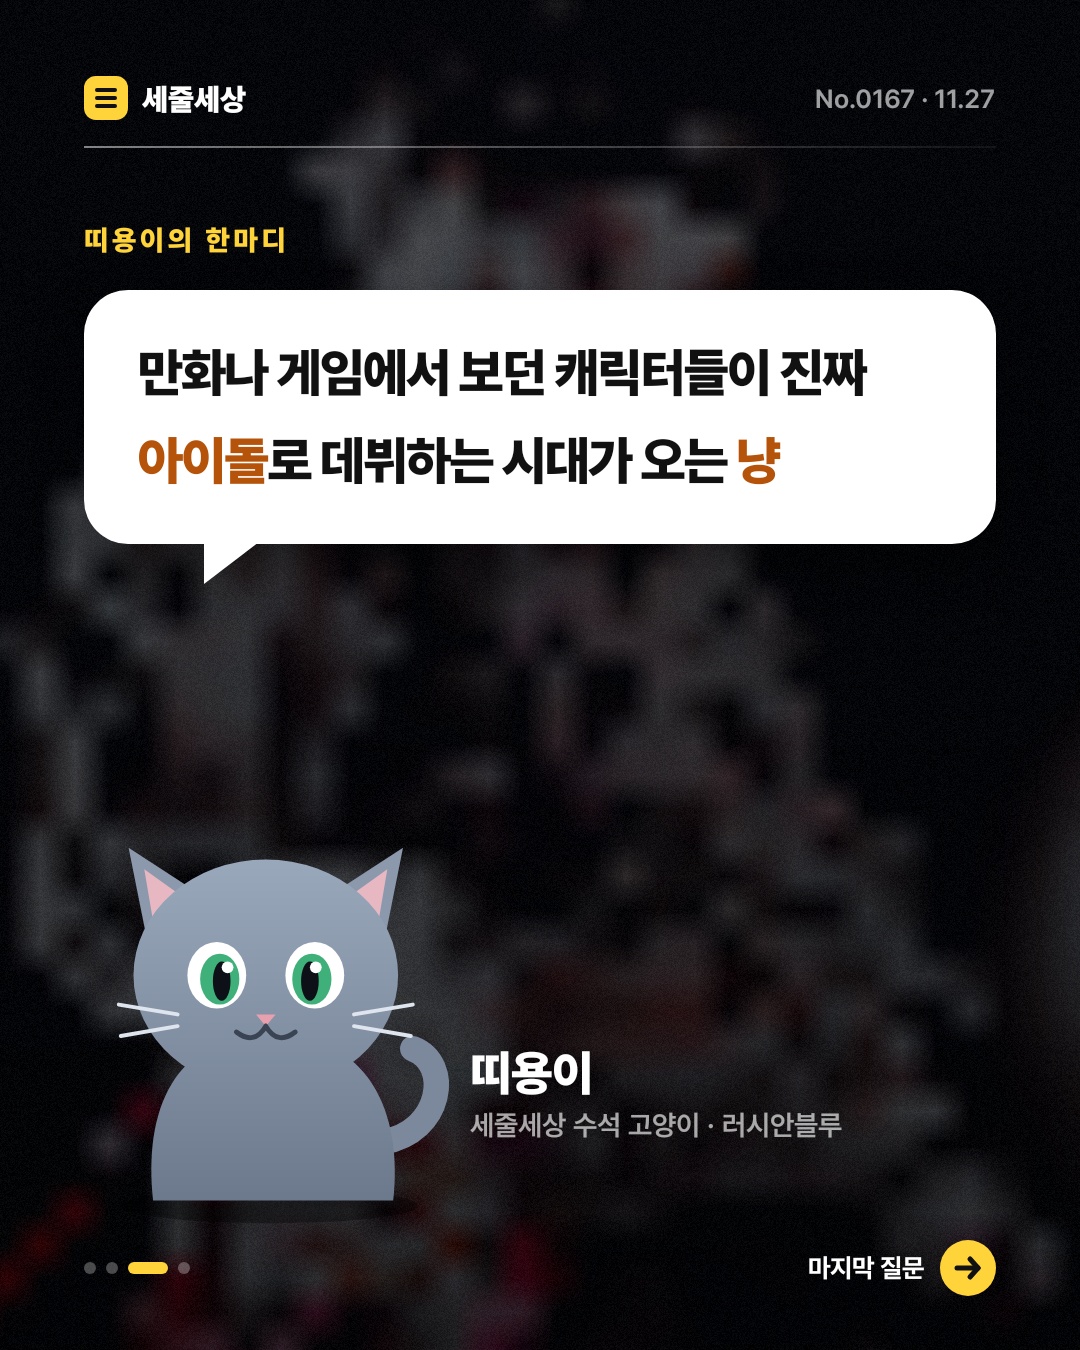 세줄세상
No.0167 · 11.27
띠용이의 한마디
만화나 게임에서 보던 캐릭터들이 진짜
아이돌로 데뷔하는 시대가 오는 냥
띠용이
세줄세상 수석 고양이 · 러시안블루
마지막 질문